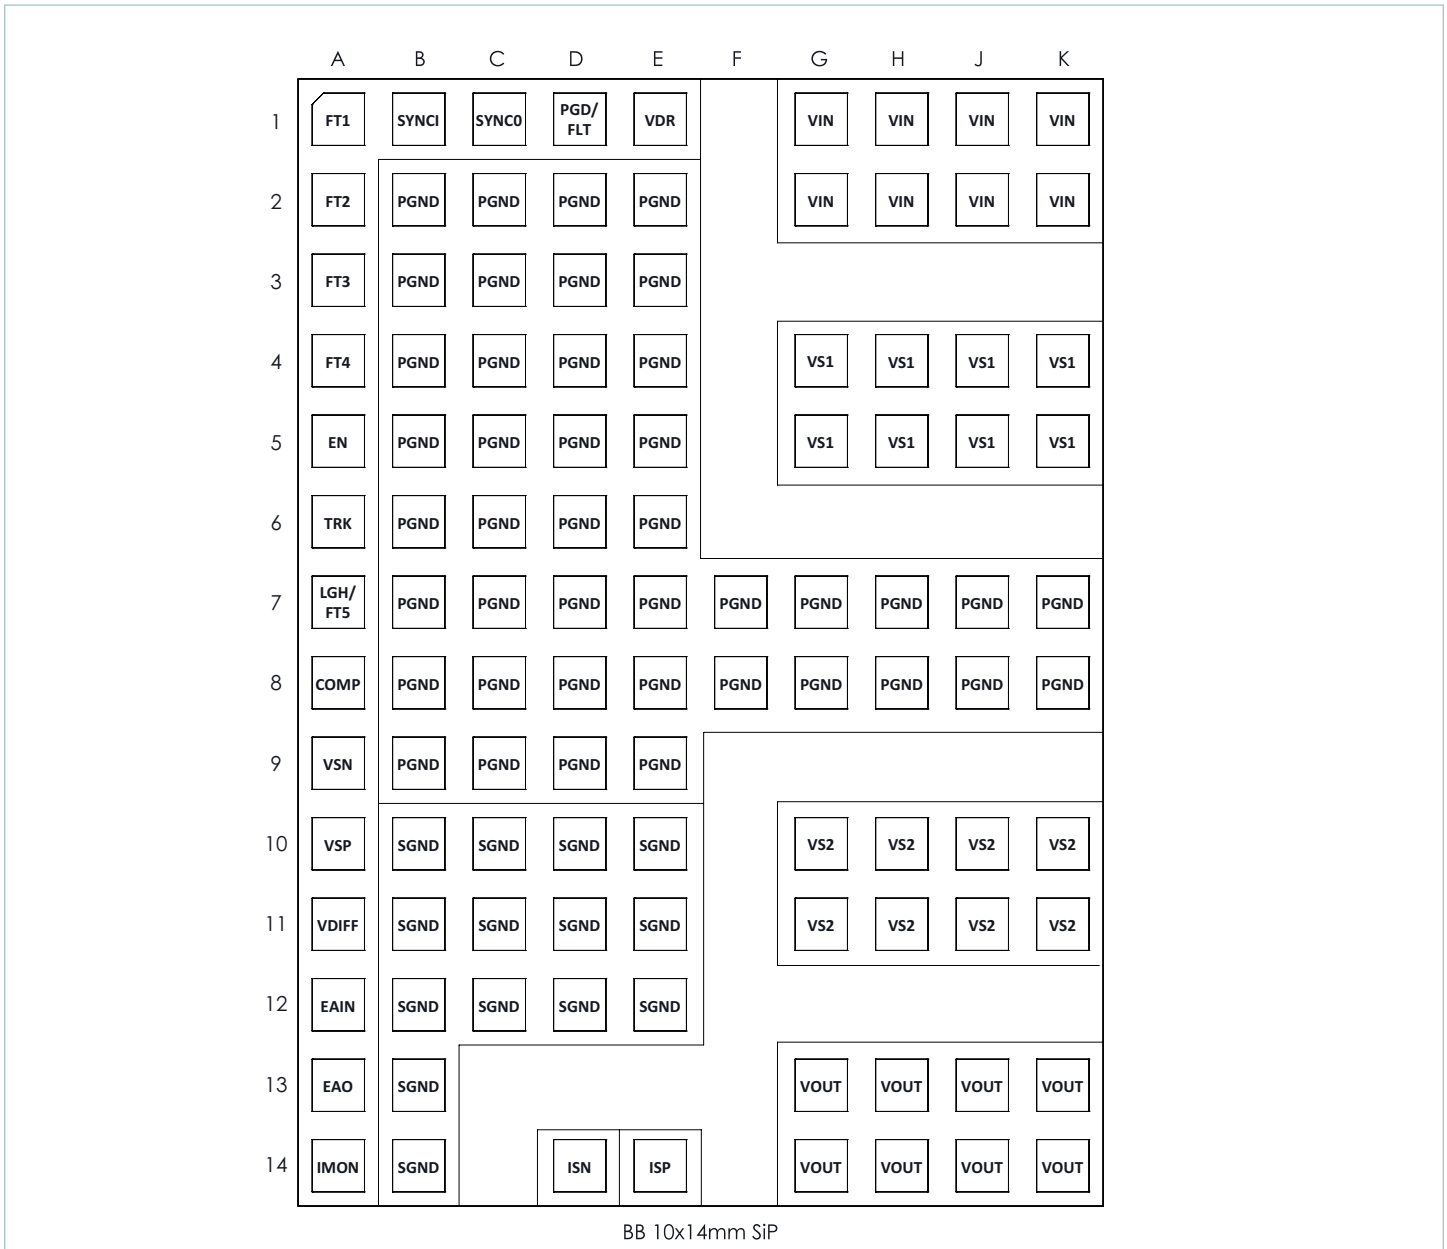 A B C D E F G H J K
1 FT1 SYNCI SYNC0 PGD/ FLT VDR VIN VIN VIN VIN
2 FT2 PGND PGND PGND PGND VIN VIN VIN VIN
3 FT3 PGND PGND PGND PGND
4 FT4 PGND PGND PGND PGND VS1 VS1 VS1 VS1
5 EN PGND PGND PGND PGND VS1 VS1 VS1 VS1
6 TRK PGND PGND PGND PGND
7 LGH/ FT5 PGND PGND PGND PGND PGND PGND PGND PGND PGND
8 COMP PGND PGND PGND PGND PGND PGND PGND PGND PGND
9 VSN PGND PGND PGND PGND
10 VSP SGND SGND SGND SGND VS2 VS2 VS2 VS2
11 VDIFF SGND SGND SGND SGND VS2 VS2 VS2 VS2
12 EAIN SGND SGND SGND SGND
13 EAO SGND VOUT VOUT VOUT VOUT
14 IMON SGND ISN ISP VOUT VOUT VOUT VOUT
BB 10x14mm SiP